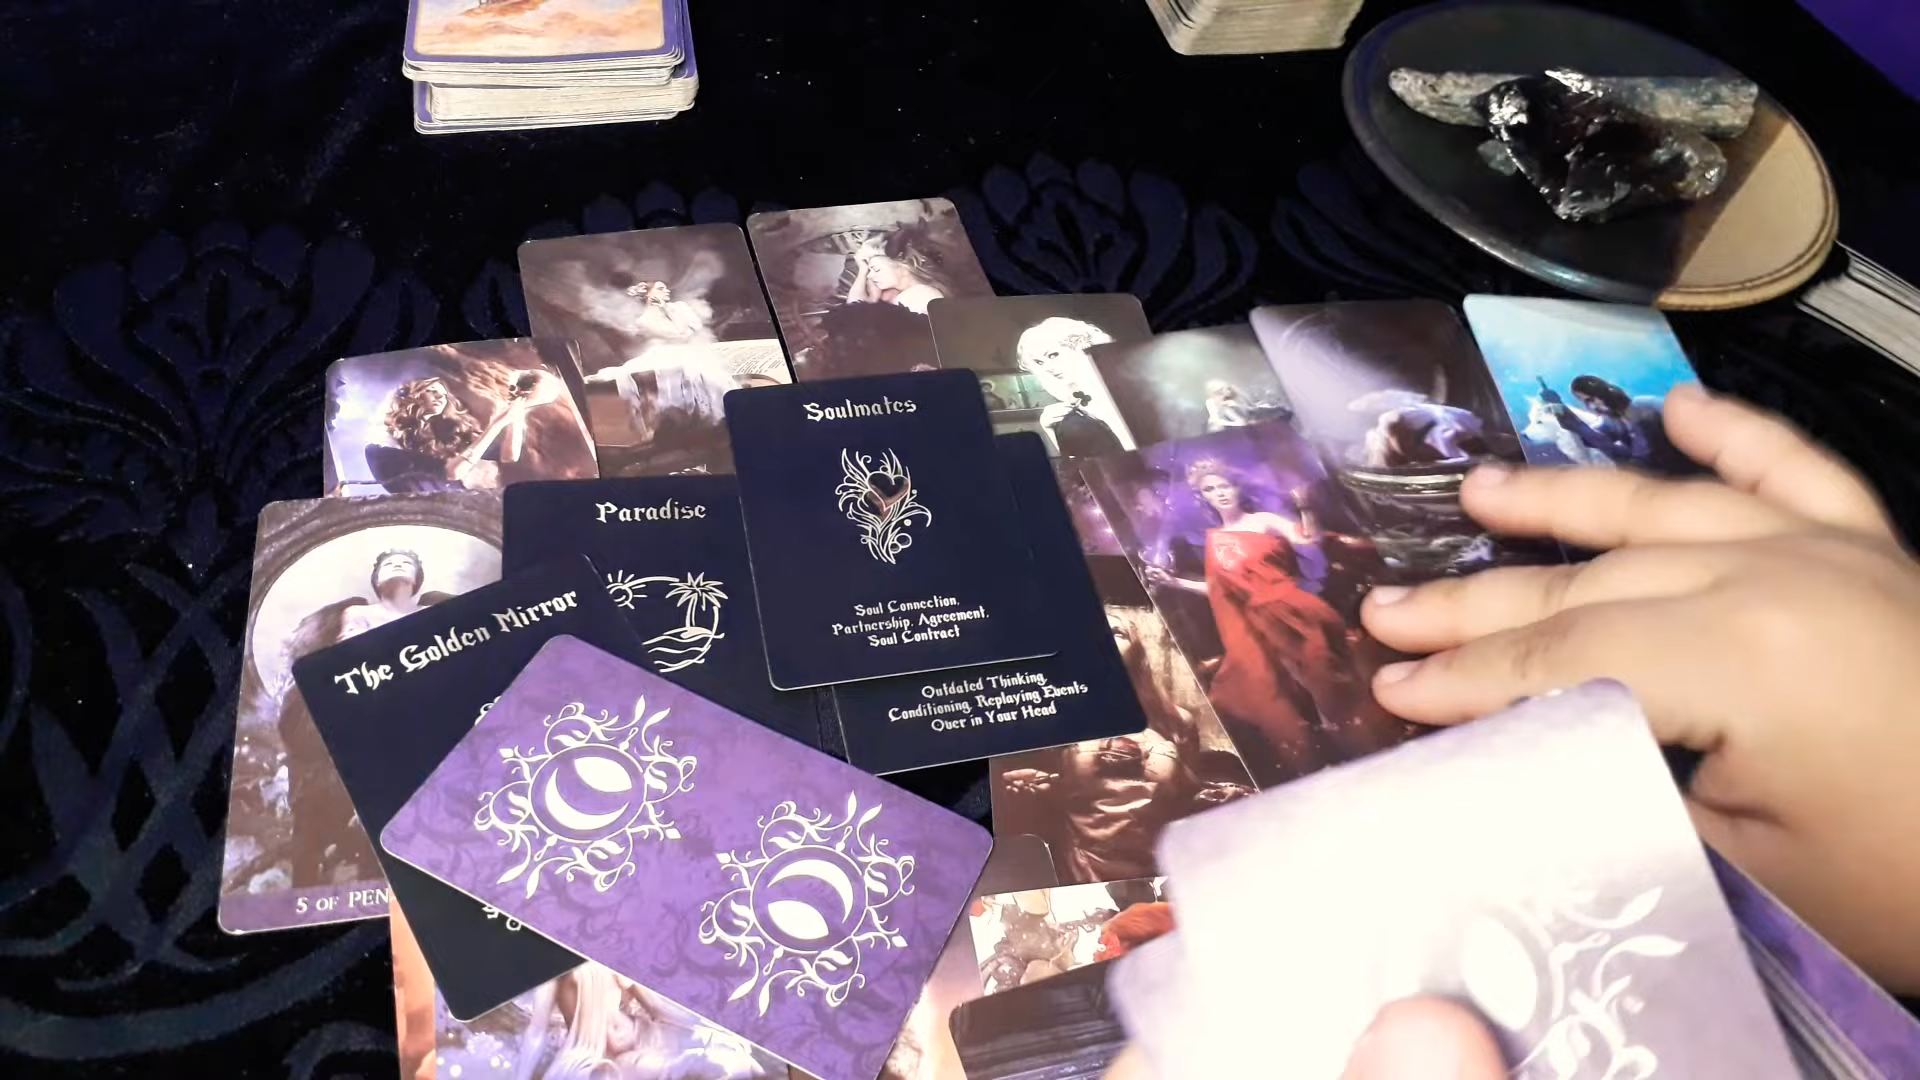 Soulmates
Soul Connection,
Partnership, Agreement,
Soul Contract
Paradise
The Golden Mirror
Outdated Thinking,
Conditioning, Replaying Events
Over in Your Head
5 OF PEN